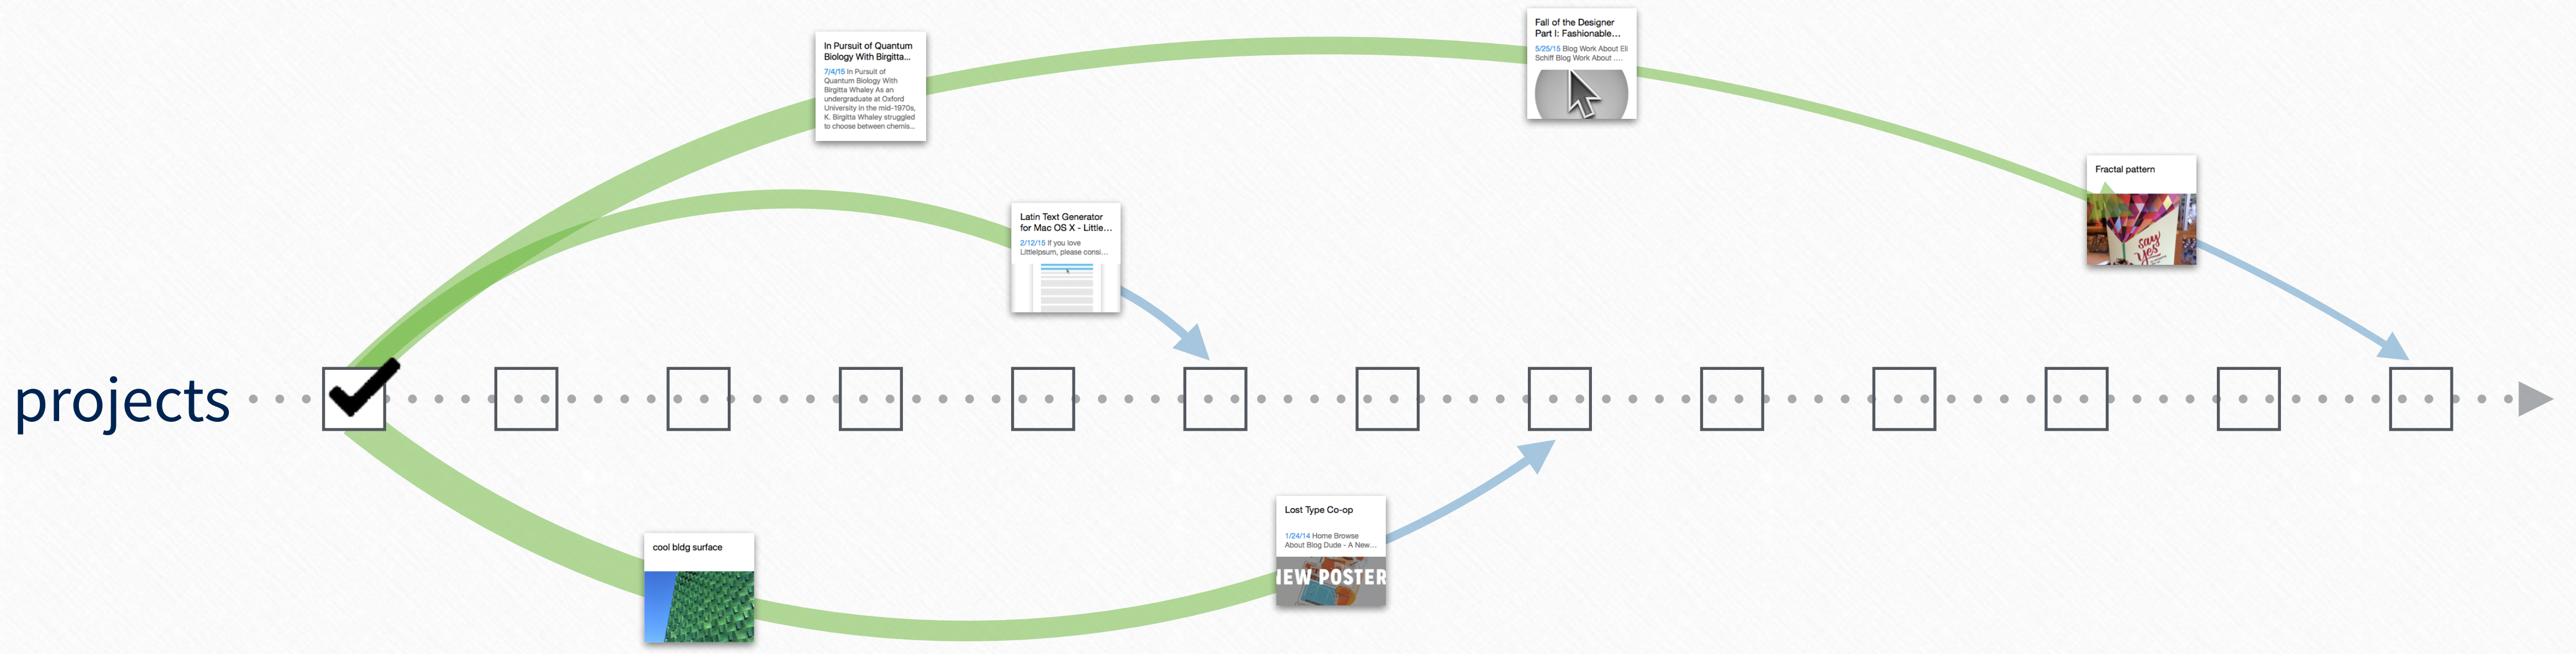 In Pursuit of Quantum
Biology With Birgitta...
7/4/15 In Pursuit of
Quantum Biology With
Birgitta Whaley As an
undergraduate at Oxford
University in the mid-1970s,
K. Birgitta Whaley struggled
to choose between chemis...
Fall of the Designer
Part I: Fashionable...
5/25/15 Blog Work About Eli
Schiff Blog Work About ....
Fractal pattern
say
yes
Latin Text Generator
for Mac OS X - Little...
2/12/15 If you love
LittleIpsum, please consi...
projects
cool bldg surface
Lost Type Co-op
1/24/14 Home Browse
About Blog Dude - A New...
NEW POSTER